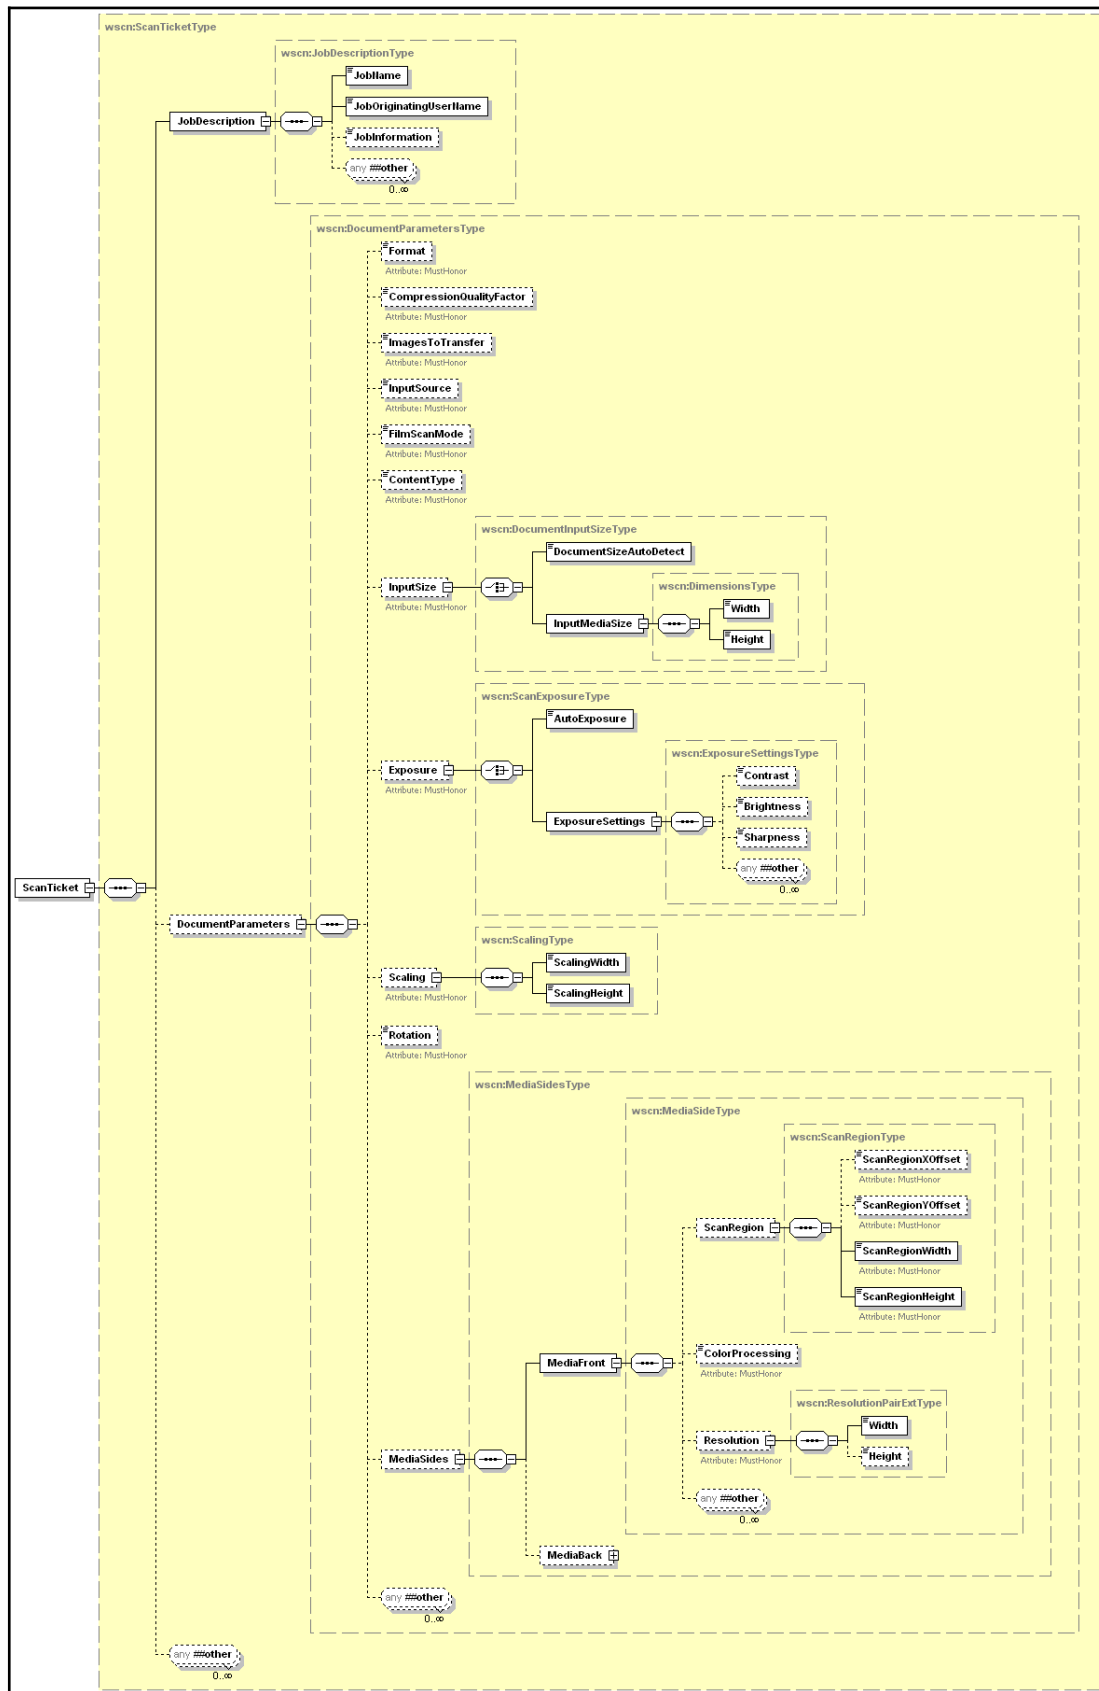 wscn:ScanTicketType
wscn:JobDescriptionType
JobName
JobOriginatingUserName
JobDescription
JobInformation
any ##other
0..∞
wscn:DocumentParametersType
Format
Attribute: MustHonor
CompressionQualityFactor
Attribute: MustHonor
ImagesToTransfer
Attribute: MustHonor
InputSource
Attribute: MustHonor
FilmScanMode
Attribute: MustHonor
ContentType
Attribute: MustHonor
wscn:DocumentInputSizeType
DocumentSizeAutoDetect
wscn:DimensionsType
InputSize
Attribute: MustHonor
Width
InputMediaSize
Height
wscn:ScanExposureType
AutoExposure
wscn:ExposureSettingsType
Exposure
Attribute: MustHonor
Contrast
Brightness
ExposureSettings
Sharpness
any ##other
0..∞
ScanTicket
DocumentParameters
wscn:ScalingType
ScalingWidth
Scaling
Attribute: MustHonor
ScalingHeight
Rotation
Attribute: MustHonor
wscn:MediaSidesType
wscn:MediaSideType
wscn:ScanRegionType
ScanRegionXOffset
Attribute: MustHonor
ScanRegionYOffset
Attribute: MustHonor
ScanRegion
ScanRegionWidth
Attribute: MustHonor
ScanRegionHeight
Attribute: MustHonor
ColorProcessing
Attribute: MustHonor
MediaFront
wscn:ResolutionPairExtType
Width
Resolution
Attribute: MustHonor
Height
MediaSides
any ##other
0..∞
MediaBack
any ##other
0..∞
any ##other
0..∞